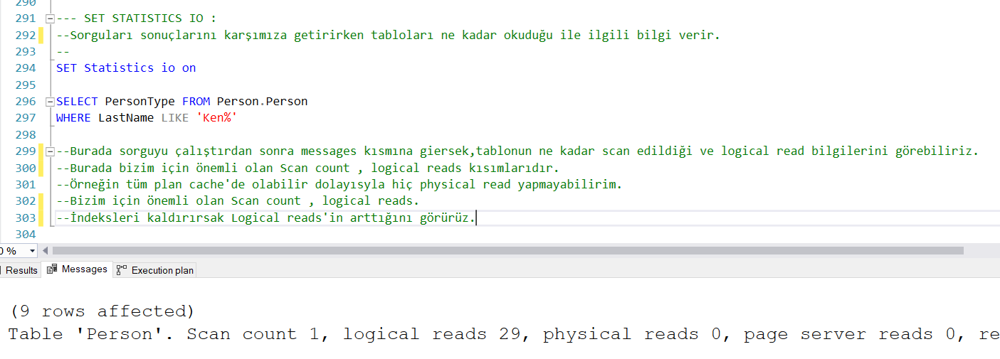 290
291 --- SET STATISTICS IO :
292 --Sorguları sonuçlarını karşımıza getirirken tabloları ne kadar okuduğu ile ilgili bilgi verir.
293 --
294 SET Statistics io on
295
296 SELECT PersonType FROM Person.Person
297 WHERE LastName LIKE 'Ken%'
298
299 --Burada sorguyu çalıştırdan sonra messages kısmına giersek,tablonun ne kadar scan edildiği ve logical read bilgilerini görebiliriz.
300 --Burada bizim için önemli olan Scan count , logical reads kısımlarıdır.
301 --Örneğin tüm plan cache'de olabilir dolayısyla hiç physical read yapmayabilirim.
302 --Bizim için önemli olan Scan count , logical reads.
303 --İndeksleri kaldırırsak Logical reads'in arttığını görürüz.
304
0 %
Results Messages Execution plan
(9 rows affected)
Table 'Person'. Scan count 1, logical reads 29, physical reads 0, page server reads 0, re